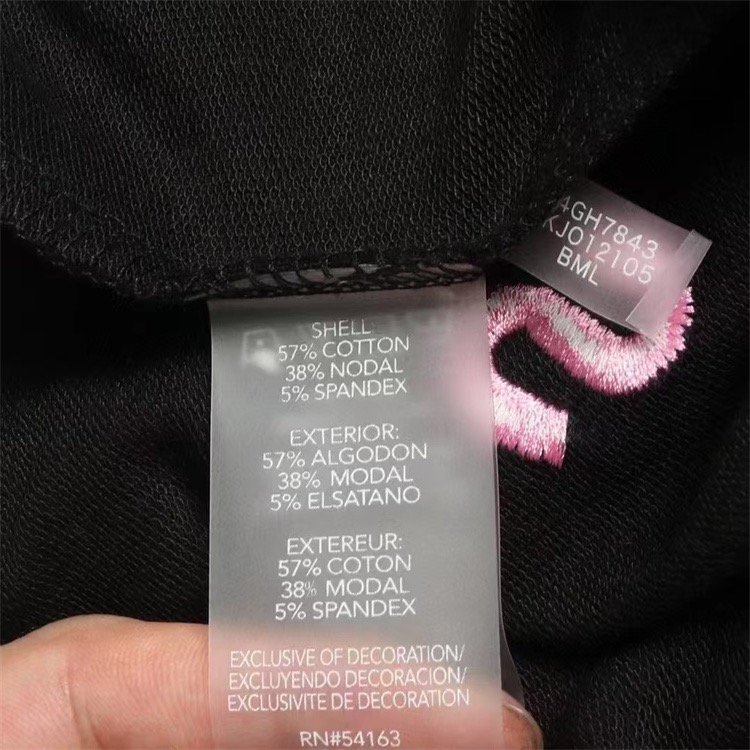 4GH7843
KJ012105
BML
SHELL:
57% COTTON
38% NODAL
5% SPANDEX
EXTERIOR:
57% ALGODON
38% MODAL
5% ELSATANO
EXTEREUR:
57% COTON
38% MODAL
5% SPANDEX
EXCLUSIVE OF DECORATION/
EXCLUYENDO DECORACION/
EXCLUSIVITE DE DECORATION
RN#54163